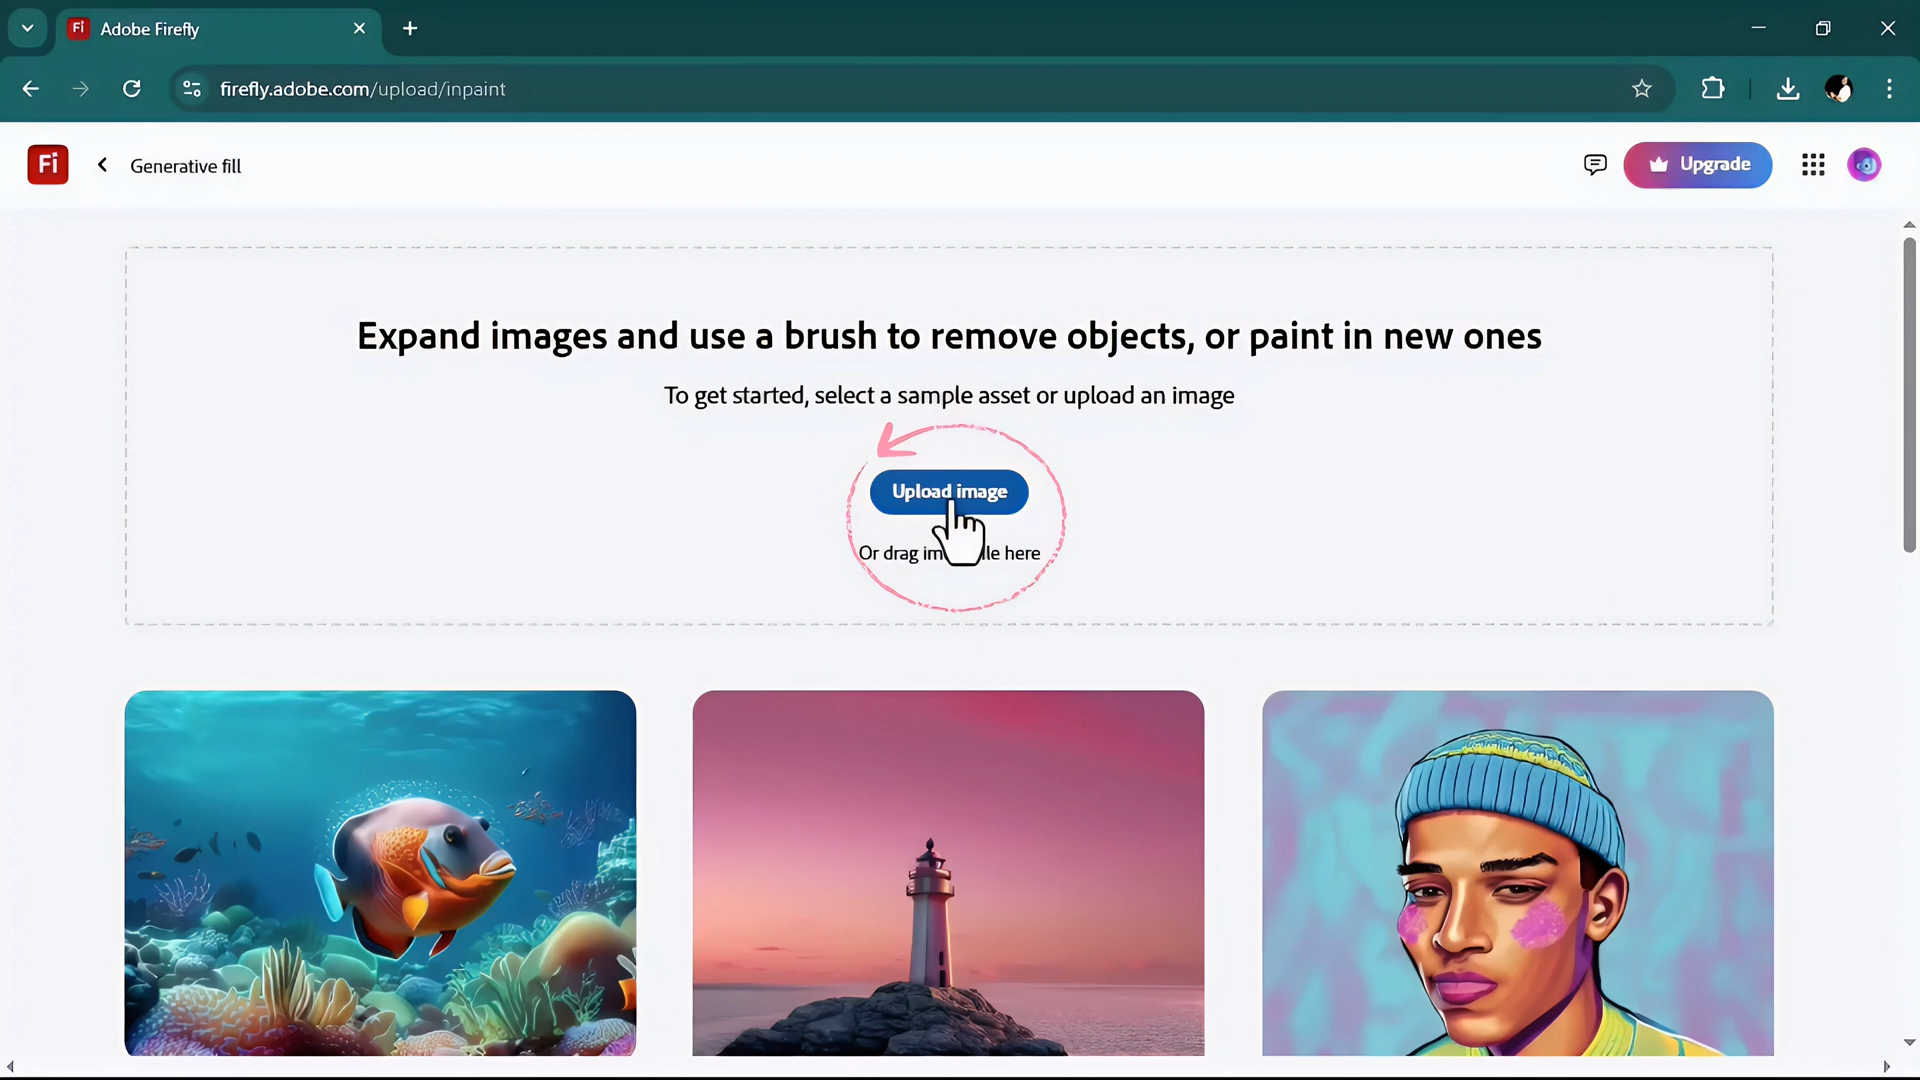 Fi Adobe Firefly
firefly.adobe.com/upload/inpaint
Fi Generative fill
Upgrade
Expand images and use a brush to remove objects, or paint in new ones
To get started, select a sample asset or upload an image
Upload image
Or drag here